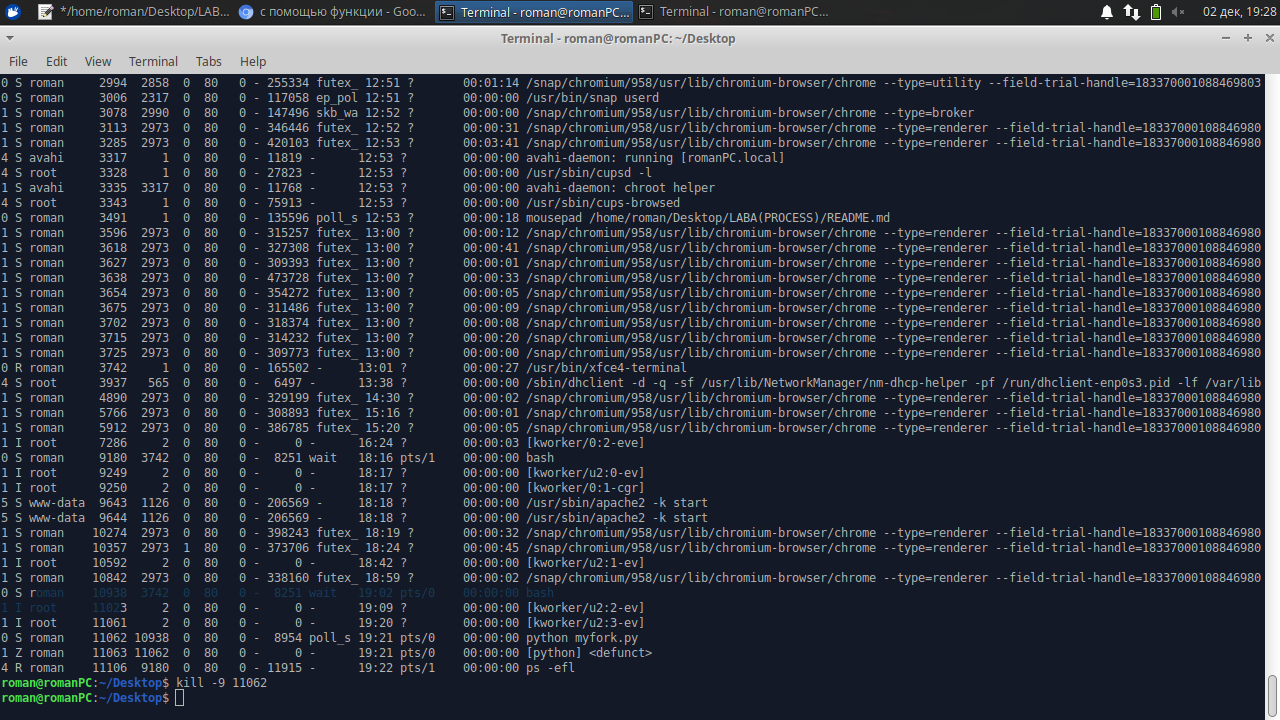 */home/roman/Desktop/LAB... с помощью функции - Goo... Terminal - roman@romanPC... Terminal - roman@romanPC... 02 дек, 19:28
Terminal - roman@romanPC: ~/Desktop
File Edit View Terminal Tabs Help
0 S roman 2994 2858 0 80 0 - 255334 futex_ 12:51 ? 00:01:14 /snap/chromium/958/usr/lib/chromium-browser/chrome --type=utility --field-trial-handle=183370001088469803
0 S roman 3006 2317 0 80 0 - 117058 ep_pol 12:51 ? 00:00:00 /usr/bin/snap userd
1 S roman 3078 2990 0 80 0 - 147496 skb_wa 12:52 ? 00:00:00 /snap/chromium/958/usr/lib/chromium-browser/chrome --type=broker
1 S roman 3113 2973 0 80 0 - 346446 futex_ 12:52 ? 00:00:31 /snap/chromium/958/usr/lib/chromium-browser/chrome --type=renderer --field-trial-handle=18337000108846980
1 S roman 3285 2973 0 80 0 - 420103 futex_ 12:53 ? 00:03:41 /snap/chromium/958/usr/lib/chromium-browser/chrome --type=renderer --field-trial-handle=18337000108846980
4 S avahi 3317 1 0 80 0 - 11819 - 12:53 ? 00:00:00 avahi-daemon: running [romanPC.local]
4 S root 3328 1 0 80 0 - 27823 - 12:53 ? 00:00:00 /usr/sbin/cupsd -l
1 S avahi 3335 3317 0 80 0 - 11768 - 12:53 ? 00:00:00 avahi-daemon: chroot helper
4 S root 3343 1 0 80 0 - 75913 - 12:53 ? 00:00:00 /usr/sbin/cups-browsed
0 S roman 3491 1 0 80 0 - 135596 poll_s 12:53 ? 00:00:18 mousepad /home/roman/Desktop/LABA(PROCESS)/README.md
1 S roman 3596 2973 0 80 0 - 315257 futex_ 13:00 ? 00:00:12 /snap/chromium/958/usr/lib/chromium-browser/chrome --type=renderer --field-trial-handle=18337000108846980
1 S roman 3618 2973 0 80 0 - 327308 futex_ 13:00 ? 00:00:41 /snap/chromium/958/usr/lib/chromium-browser/chrome --type=renderer --field-trial-handle=18337000108846980
1 S roman 3627 2973 0 80 0 - 309393 futex_ 13:00 ? 00:00:01 /snap/chromium/958/usr/lib/chromium-browser/chrome --type=renderer --field-trial-handle=18337000108846980
1 S roman 3638 2973 0 80 0 - 473728 futex_ 13:00 ? 00:00:33 /snap/chromium/958/usr/lib/chromium-browser/chrome --type=renderer --field-trial-handle=18337000108846980
1 S roman 3654 2973 0 80 0 - 354272 futex_ 13:00 ? 00:00:05 /snap/chromium/958/usr/lib/chromium-browser/chrome --type=renderer --field-trial-handle=18337000108846980
1 S roman 3675 2973 0 80 0 - 311486 futex_ 13:00 ? 00:00:09 /snap/chromium/958/usr/lib/chromium-browser/chrome --type=renderer --field-trial-handle=18337000108846980
1 S roman 3702 2973 0 80 0 - 318374 futex_ 13:00 ? 00:00:08 /snap/chromium/958/usr/lib/chromium-browser/chrome --type=renderer --field-trial-handle=18337000108846980
1 S roman 3715 2973 0 80 0 - 314232 futex_ 13:00 ? 00:00:20 /snap/chromium/958/usr/lib/chromium-browser/chrome --type=renderer --field-trial-handle=18337000108846980
1 S roman 3725 2973 0 80 0 - 309773 futex_ 13:00 ? 00:00:00 /snap/chromium/958/usr/lib/chromium-browser/chrome --type=renderer --field-trial-handle=18337000108846980
0 R roman 3742 1 0 80 0 - 165502 - 13:01 ? 00:00:27 /usr/bin/xfce4-terminal
4 S root 3937 565 0 80 0 - 6497 - 13:38 ? 00:00:00 /sbin/dhclient -d -q -sf /usr/lib/NetworkManager/nm-dhcp-helper -pf /run/dhclient-enp0s3.pid -lf /var/lib
1 S roman 4890 2973 0 80 0 - 329199 futex_ 14:30 ? 00:00:02 /snap/chromium/958/usr/lib/chromium-browser/chrome --type=renderer --field-trial-handle=18337000108846980
1 S roman 5766 2973 0 80 0 - 308893 futex_ 15:16 ? 00:00:01 /snap/chromium/958/usr/lib/chromium-browser/chrome --type=renderer --field-trial-handle=18337000108846980
1 S roman 5912 2973 0 80 0 - 386785 futex_ 15:20 ? 00:00:05 /snap/chromium/958/usr/lib/chromium-browser/chrome --type=renderer --field-trial-handle=18337000108846980
1 I root 7286 2 0 80 0 - 0 - 16:24 ? 00:00:03 [kworker/0:2-eve]
0 S roman 9180 3742 0 80 0 - 8251 wait 18:16 pts/1 00:00:00 bash
1 I root 9249 2 0 80 0 - 0 - 18:17 ? 00:00:00 [kworker/u2:0-ev]
1 I root 9250 2 0 80 0 - 0 - 18:17 ? 00:00:00 [kworker/0:1-cgr]
5 S www-data 9643 1126 0 80 0 - 206569 - 18:18 ? 00:00:00 /usr/sbin/apache2 -k start
5 S www-data 9644 1126 0 80 0 - 206569 - 18:18 ? 00:00:00 /usr/sbin/apache2 -k start
1 S roman 10274 2973 0 80 0 - 398243 futex_ 18:19 ? 00:00:32 /snap/chromium/958/usr/lib/chromium-browser/chrome --type=renderer --field-trial-handle=18337000108846980
1 S roman 10357 2973 1 80 0 - 373706 futex_ 18:24 ? 00:00:45 /snap/chromium/958/usr/lib/chromium-browser/chrome --type=renderer --field-trial-handle=18337000108846980
1 I root 10592 2 0 80 0 - 0 - 18:42 ? 00:00:00 [kworker/u2:1-ev]
1 S roman 10842 2973 0 80 0 - 338160 futex_ 18:59 ? 00:00:02 /snap/chromium/958/usr/lib/chromium-browser/chrome --type=renderer --field-trial-handle=18337000108846980
0 S roman 10938 3742 0 80 0 - 8251 wait 19:02 pts/0 00:00:00 bash
1 I root 11023 2 0 80 0 - 0 - 19:09 ? 00:00:00 [kworker/u2:2-ev]
1 I root 11061 2 0 80 0 - 0 - 19:20 ? 00:00:00 [kworker/u2:3-ev]
0 S roman 11062 10938 0 80 0 - 8954 poll_s 19:21 pts/0 00:00:00 python myfork.py
1 Z roman 11063 11062 0 80 0 - 0 - 19:21 pts/0 00:00:00 [python] <defunct>
4 R roman 11106 9180 0 80 0 - 11915 - 19:22 pts/1 00:00:00 ps -efl
roman@romanPC:~/Desktop$ kill -9 11062
roman@romanPC:~/Desktop$